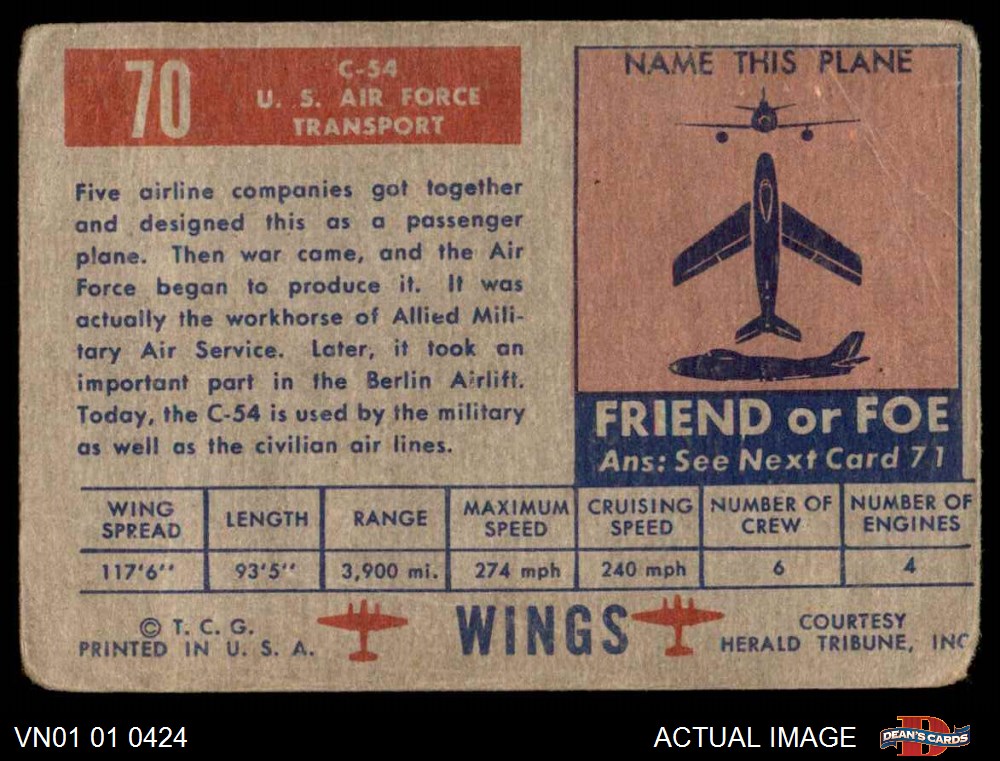 70
C-54
U. S. AIR FORCE
TRANSPORT
Five airline companies got together
and designed this as a passenger
plane. Then war came, and the Air
Force began to produce it. It was
actually the workhorse of Allied Mili-
tary Air Service. Later, it took an
important part in the Berlin Airlift.
Today, the C-54 is used by the military
as well as the civilian air lines.
NAME THIS PLANE
FRIEND or FOE
Ans: See Next Card 71
WING SPREAD LENGTH RANGE MAXIMUM SPEED CRUISING SPEED NUMBER OF CREW NUMBER OF ENGINES
117'6'' 93'5'' 3,900 mi. 274 mph 240 mph 6 4
© T. C. G.
PRINTED IN U. S. A.
WINGS
COURTESY
HERALD TRIBUNE, INC
VN01 01 0424
ACTUAL IMAGE
D
DEAN'S CARDS